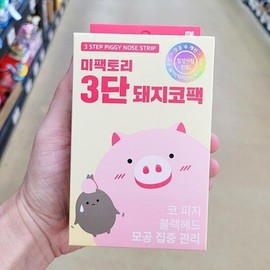 3 STEP PIGGY NOSE STRIP
미팩토리
3단 돼지코팩
코 피지
블랙헤드
모공 집중 관리